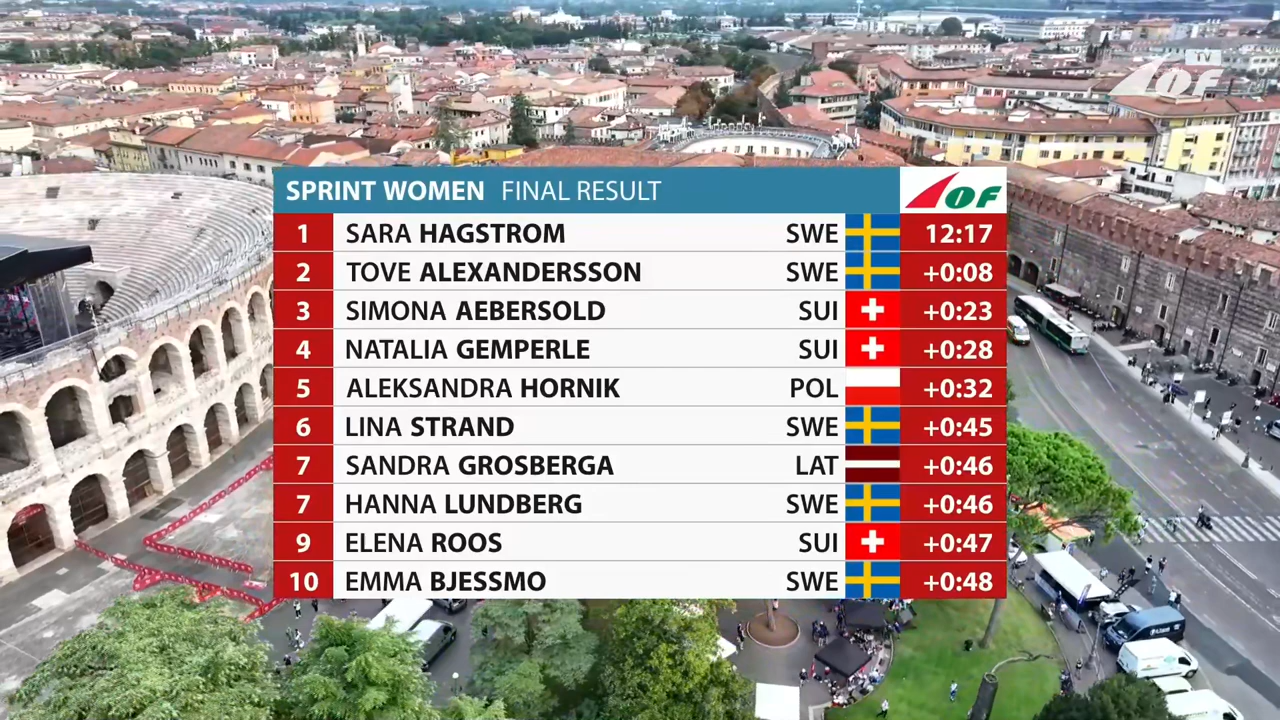 TV
IOF
SPRINT WOMEN FINAL RESULT
IOF
1 SARA HAGSTROM SWE 12:17
2 TOVE ALEXANDERSSON SWE +0:08
3 SIMONA AEBERSOLD SUI +0:23
4 NATALIA GEMPERLE SUI +0:28
5 ALEKSANDRA HORNIK POL +0:32
6 LINA STRAND SWE +0:45
7 SANDRA GROSBERGA LAT +0:46
7 HANNA LUNDBERG SWE +0:46
9 ELENA ROOS SUI +0:47
10 EMMA BJESSMO SWE +0:48